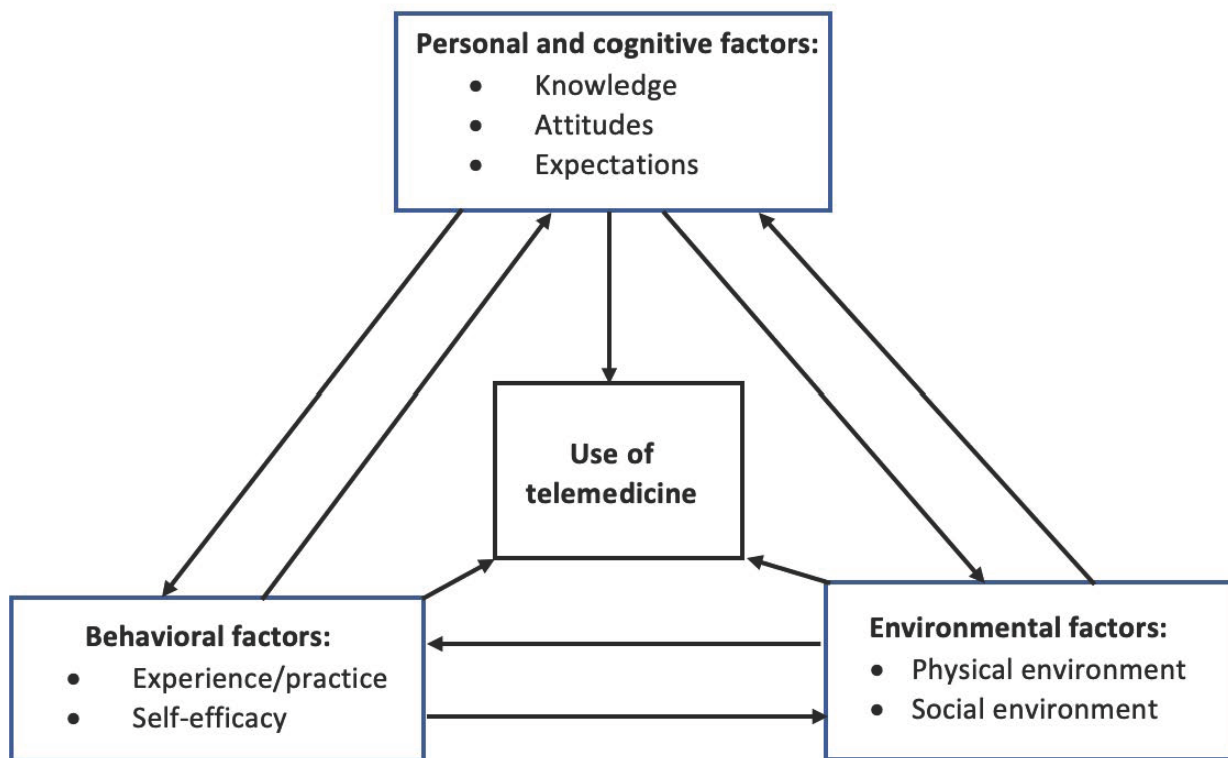 Personal and cognitive factors:
• Knowledge
• Attitudes
• Expectations
Use of
telemedicine
Behavioral factors:
• Experience/practice
• Self-efficacy
Environmental factors:
• Physical environment
• Social environment